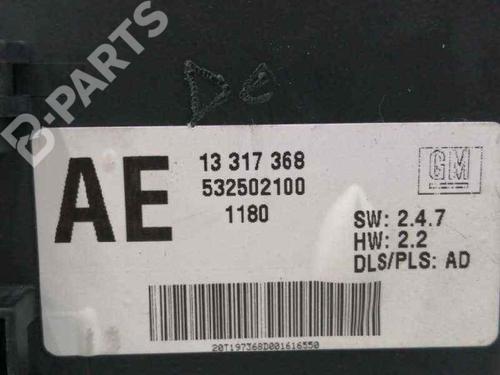 DC
AE
13 317 368
532502100
1180
GM
SW: 2.4.7
HW: 2.2
DLS/PLS: AD
20T197368D001616550
B-PARTS